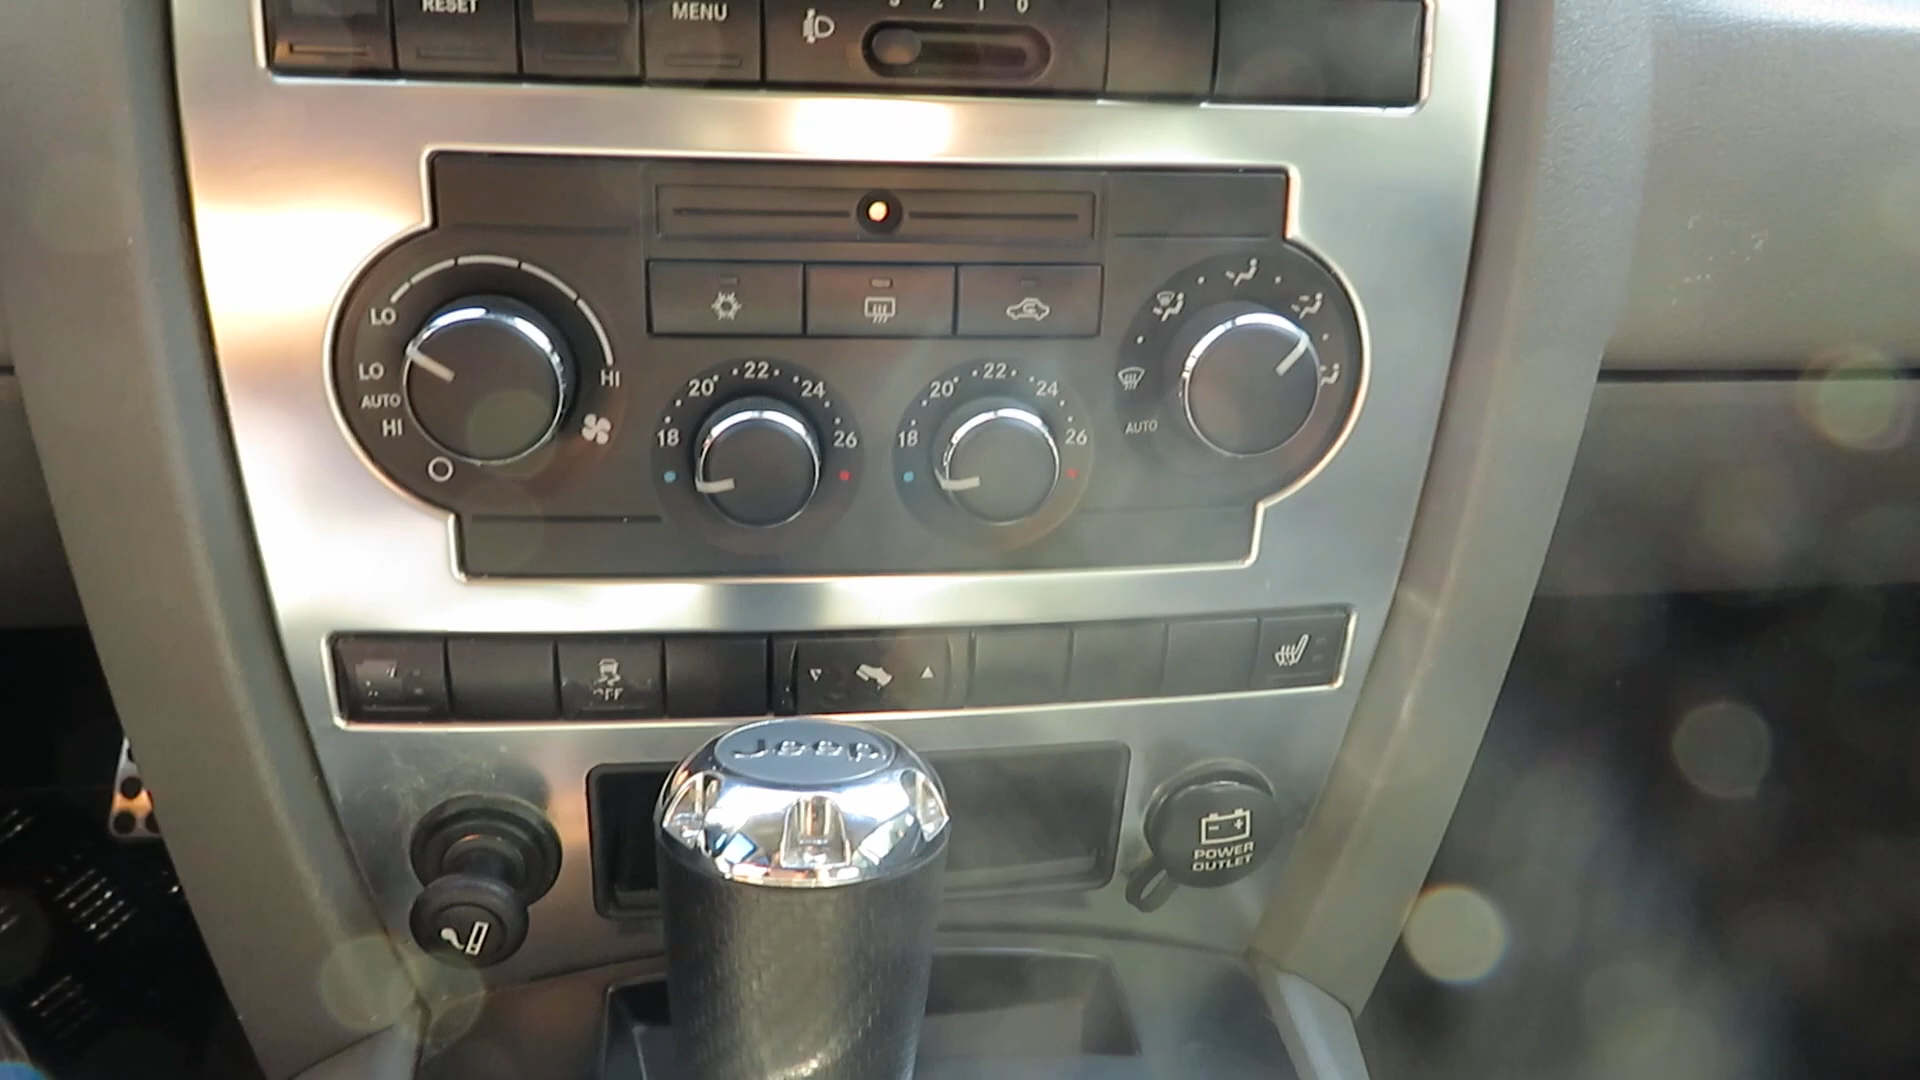 RESET
MENU
3 2 1 0
LO
LO
AUTO
HI
HI
18 20 22 24 26
18 20 22 24 26
AUTO
OFF
Jeep
POWER
OUTLET